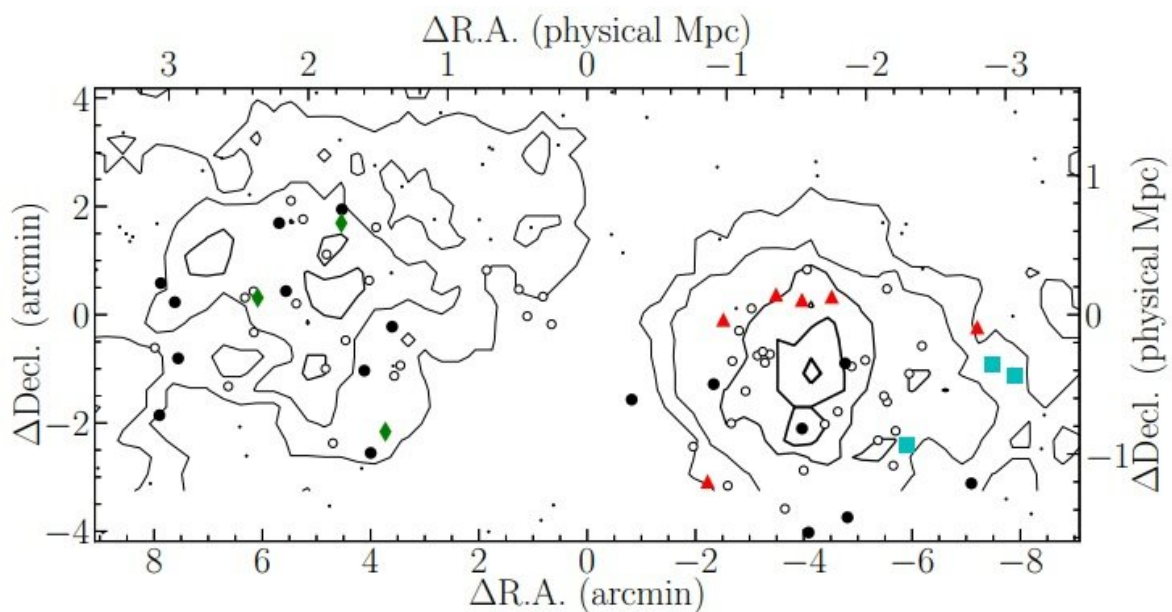 ΔR.A. (physical Mpc)
3 2 1 0 −1 −2 −3
4
2
0
−2
−4
ΔDecl. (arcmin)
1
0
−1
ΔDecl. (physical Mpc)
8 6 4 2 0 −2 −4 −6 −8
ΔR.A. (arcmin)